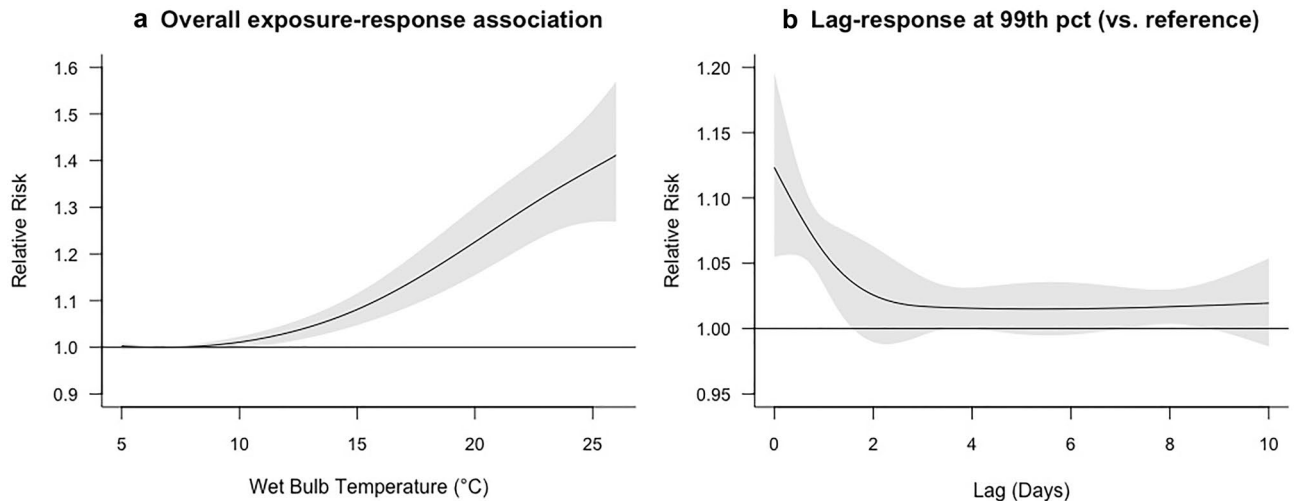 a Overall exposure-response association
1.6
1.5
1.4
1.3
1.2
1.1
1.0
0.9
Relative Risk
5 10 15 20 25
Wet Bulb Temperature (°C)
b Lag-response at 99th pct (vs. reference)
1.20
1.15
1.10
1.05
1.00
0.95
Relative Risk
0 2 4 6 8 10
Lag (Days)